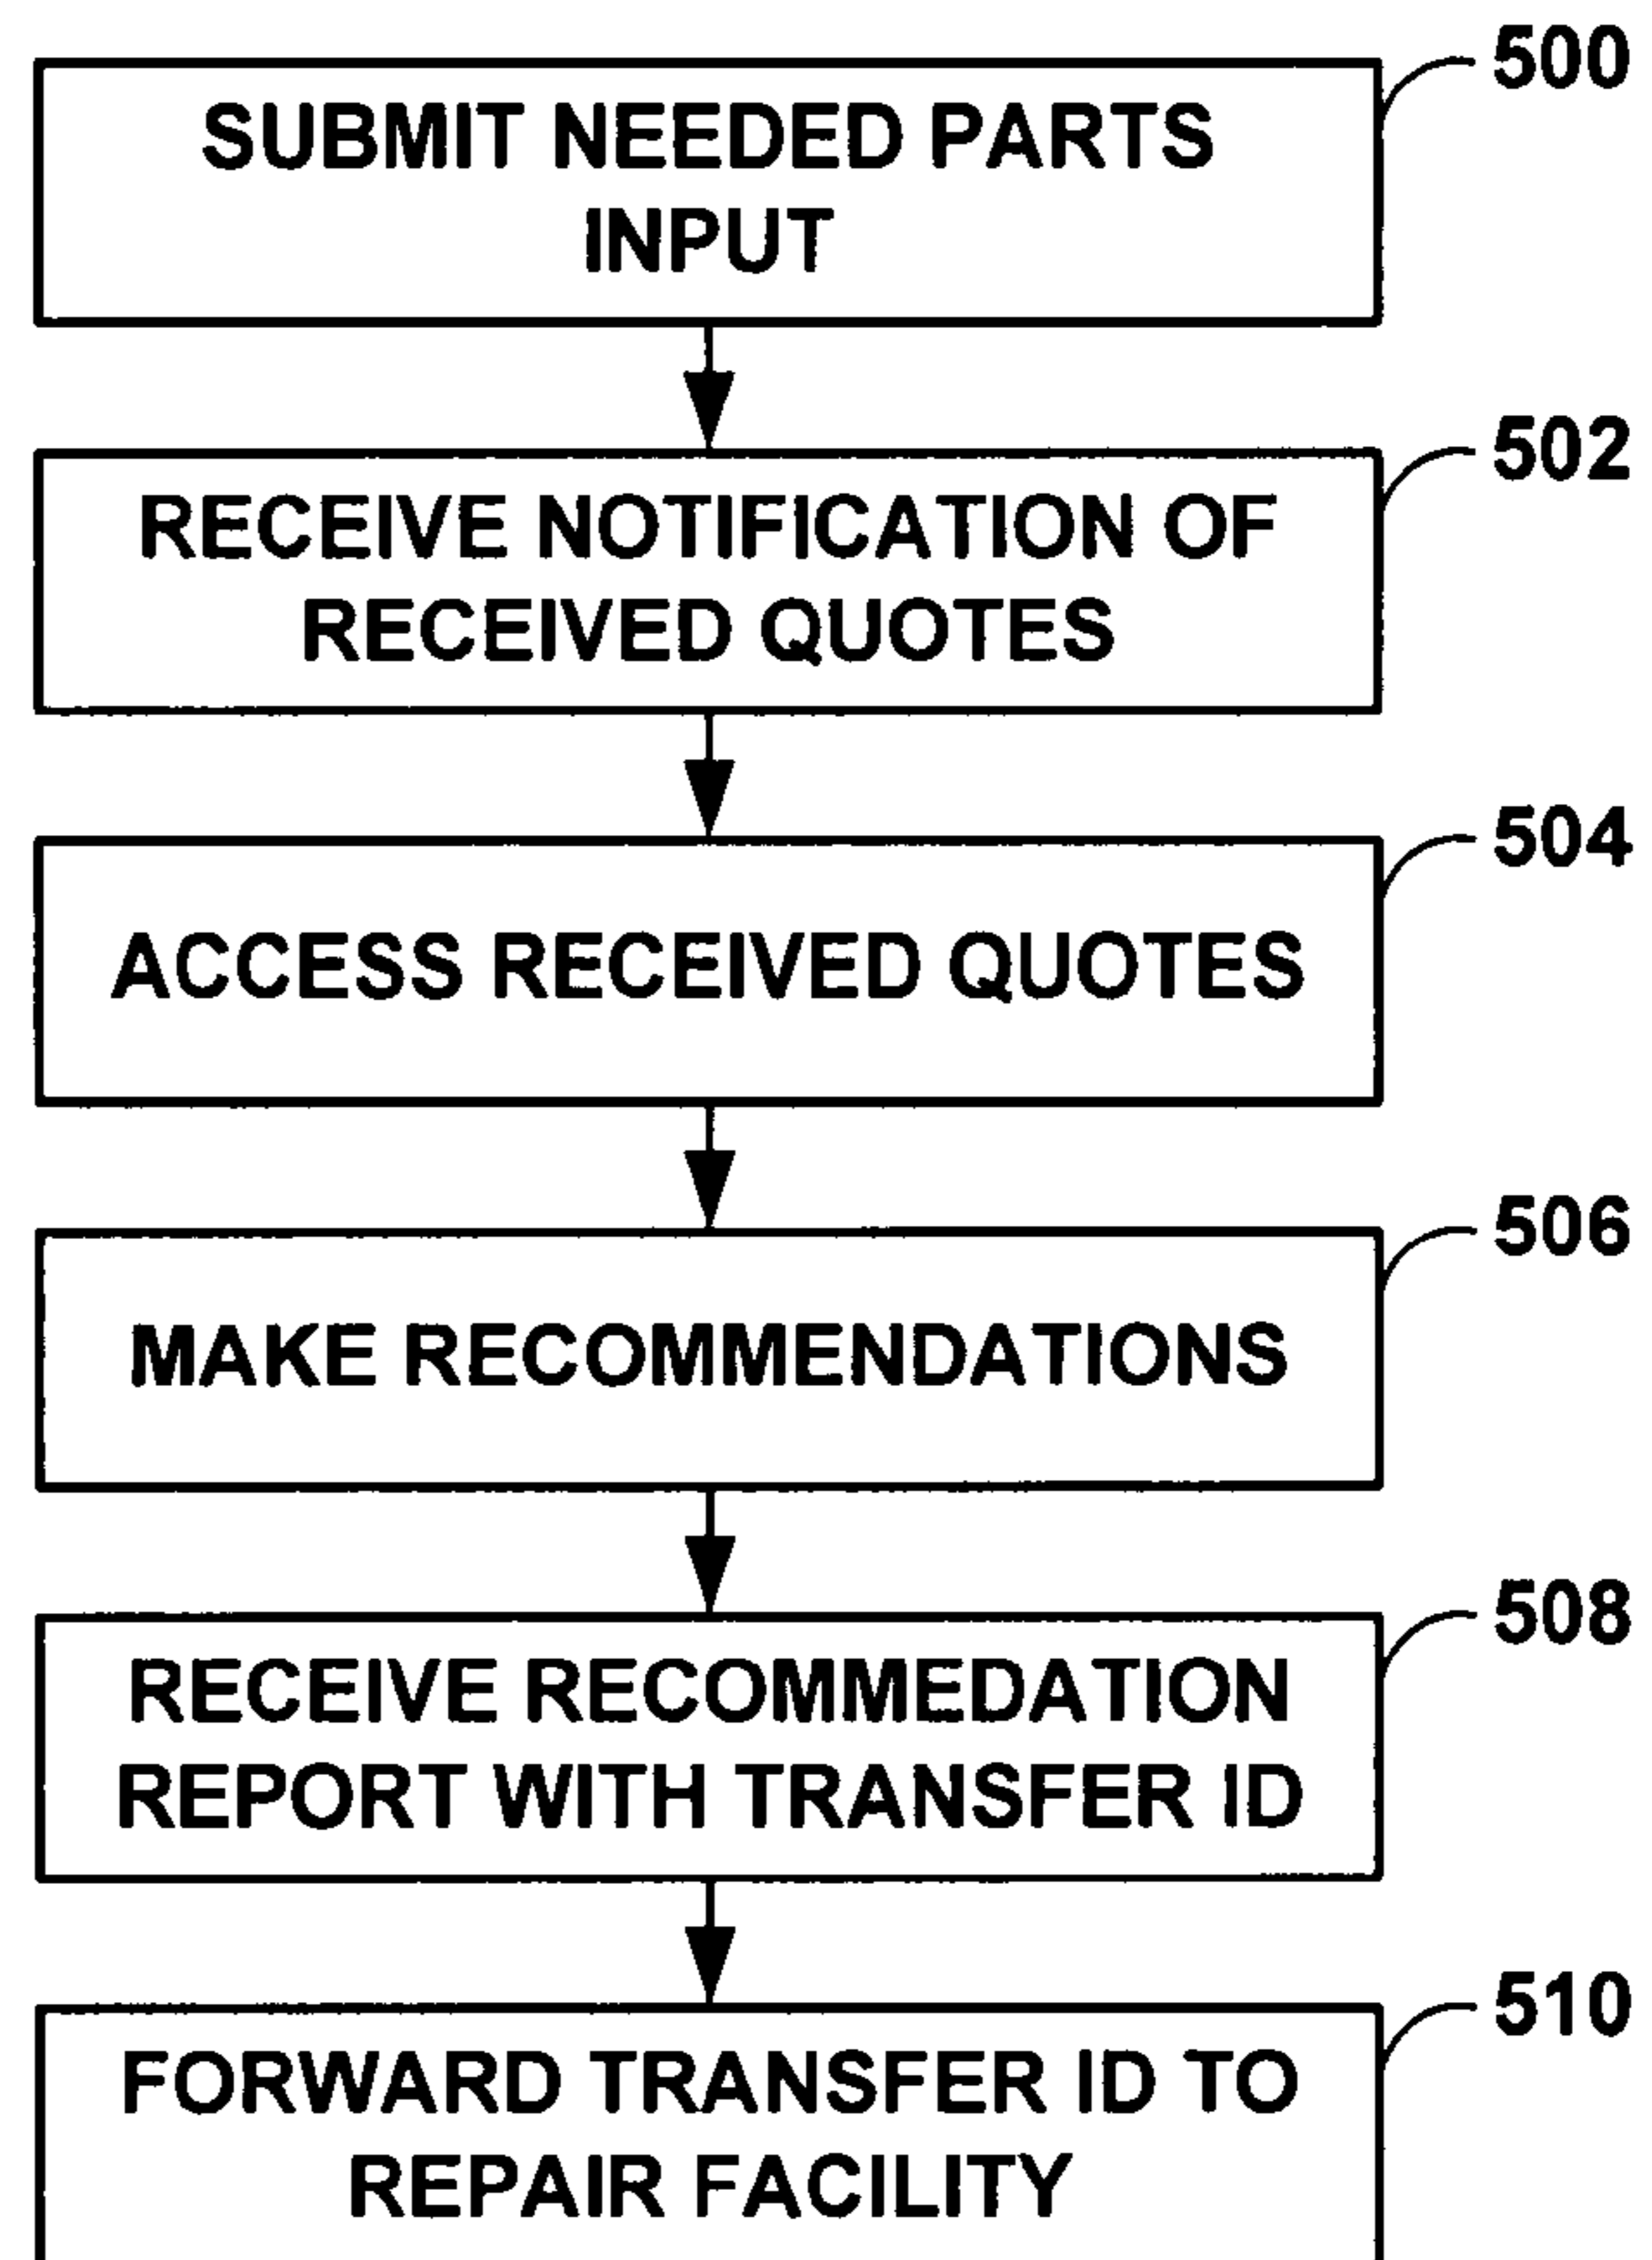 500
SUBMIT NEEDED PARTS
INPUT
502
RECEIVE NOTIFICATION OF
RECEIVED QUOTES
504
ACCESS RECEIVED QUOTES
506
MAKE RECOMMENDATIONS
508
RECEIVE RECOMMEDATION
REPORT WITH TRANSFER ID
510
FORWARD TRANSFER ID TO
REPAIR FACILITY